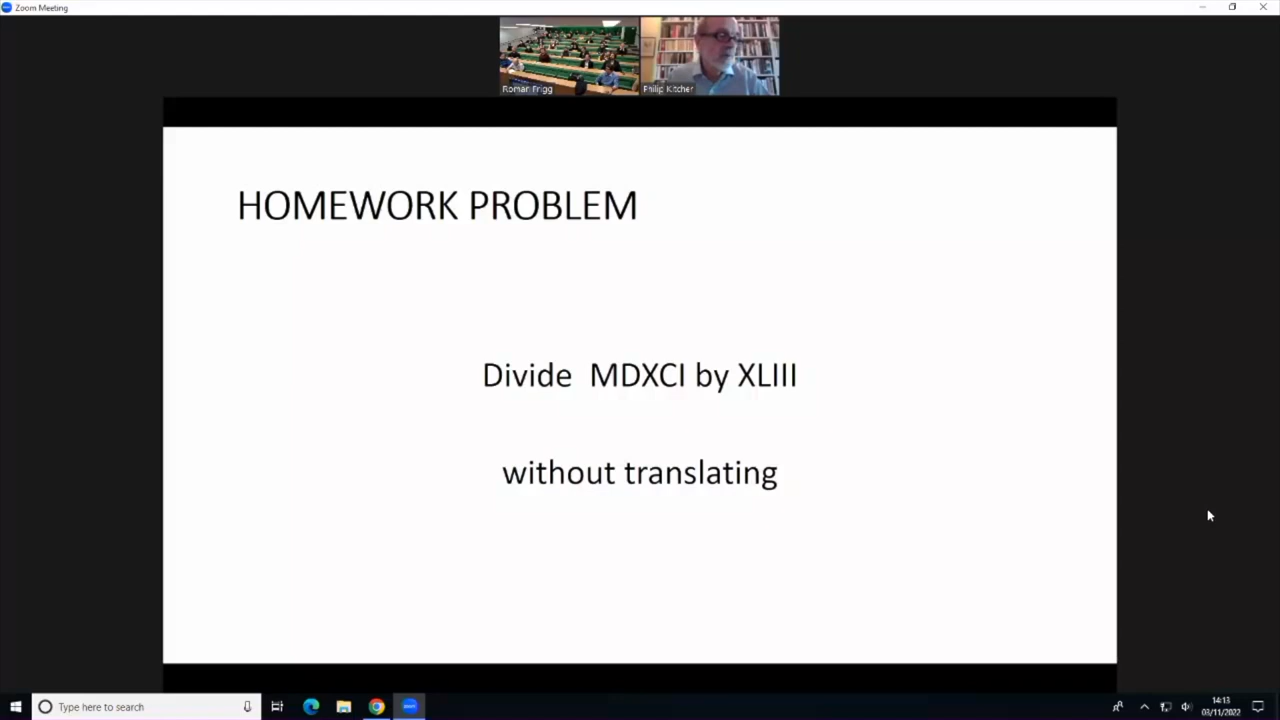 Zoom Meeting
Roman Frigg
Philip Kitcher
HOMEWORK PROBLEM
Divide MDXCI by XLIII
without translating
Type here to search
14:13
03/11/2022